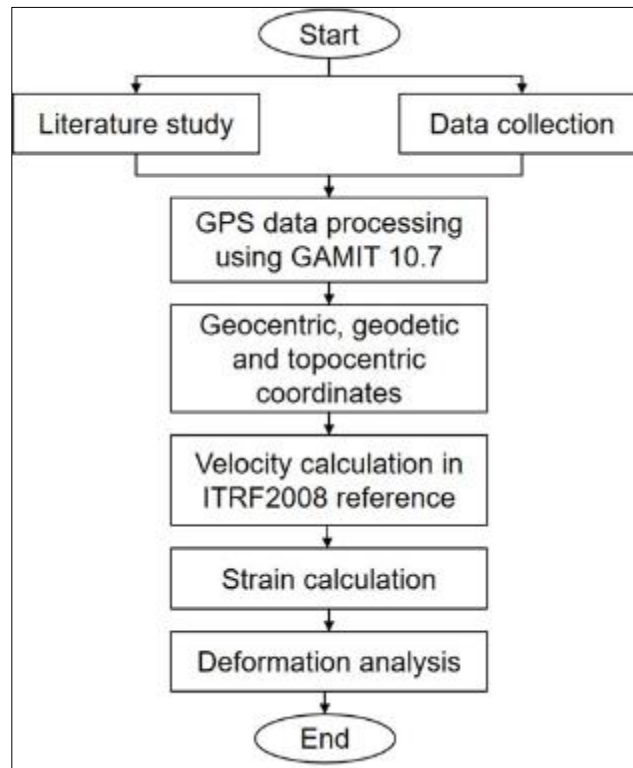 Start
Literature study
Data collection
GPS data processing
using GAMIT 10.7
Geocentric, geodetic
and topocentric
coordinates
Velocity calculation in
ITRF2008 reference
Strain calculation
Deformation analysis
End